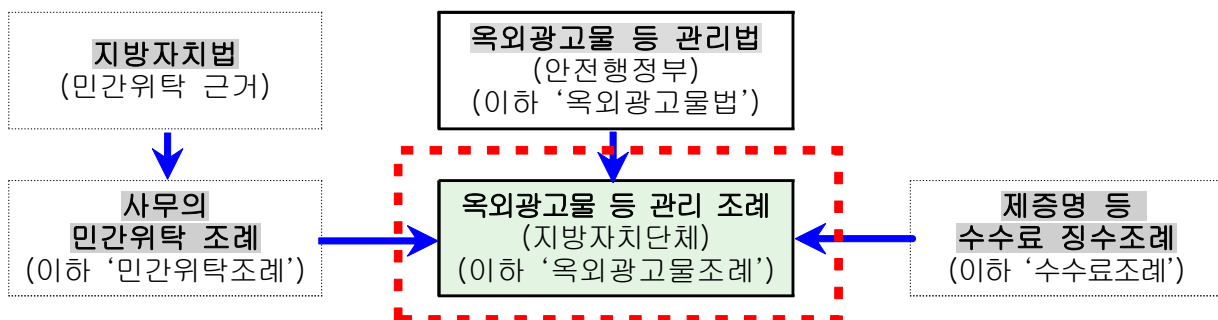 지방자치법
(민간위탁 근거)
옥외광고물 등 관리법
(안전행정부)
(이하 ‘옥외광고물법’)
사무의
민간위탁 조례
(이하 ‘민간위탁조례’)
옥외광고물 등 관리 조례
(지방자치단체)
(이하 ‘옥외광고물조례’)
제증명 등
수수료 징수조례
(이하 ‘수수료조례’)